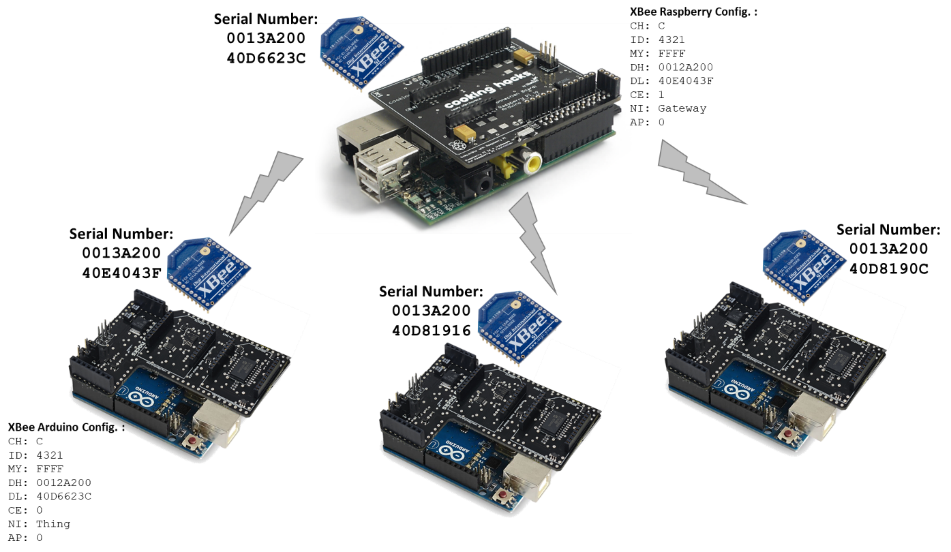 Serial Number:
0013A200
40D6623C
XBee
cooking hacks
XBee Raspberry Config. :
CH: C
ID: 4321
MY: FFFF
DH: 0012A200
DL: 40E4043F
CE: 1
NI: Gateway
AP: 0
Serial Number:
0013A200
40E4043F
XBee
Serial Number:
0013A200
40D81916
XBee
Serial Number:
0013A200
40D8190C
XBee
ARDUINO
ARDUINO
ARDUINO
XBee Arduino Config. :
CH: C
ID: 4321
MY: FFFF
DH: 0012A200
DL: 40D6623C
CE: 0
NI: Thing
AP: 0